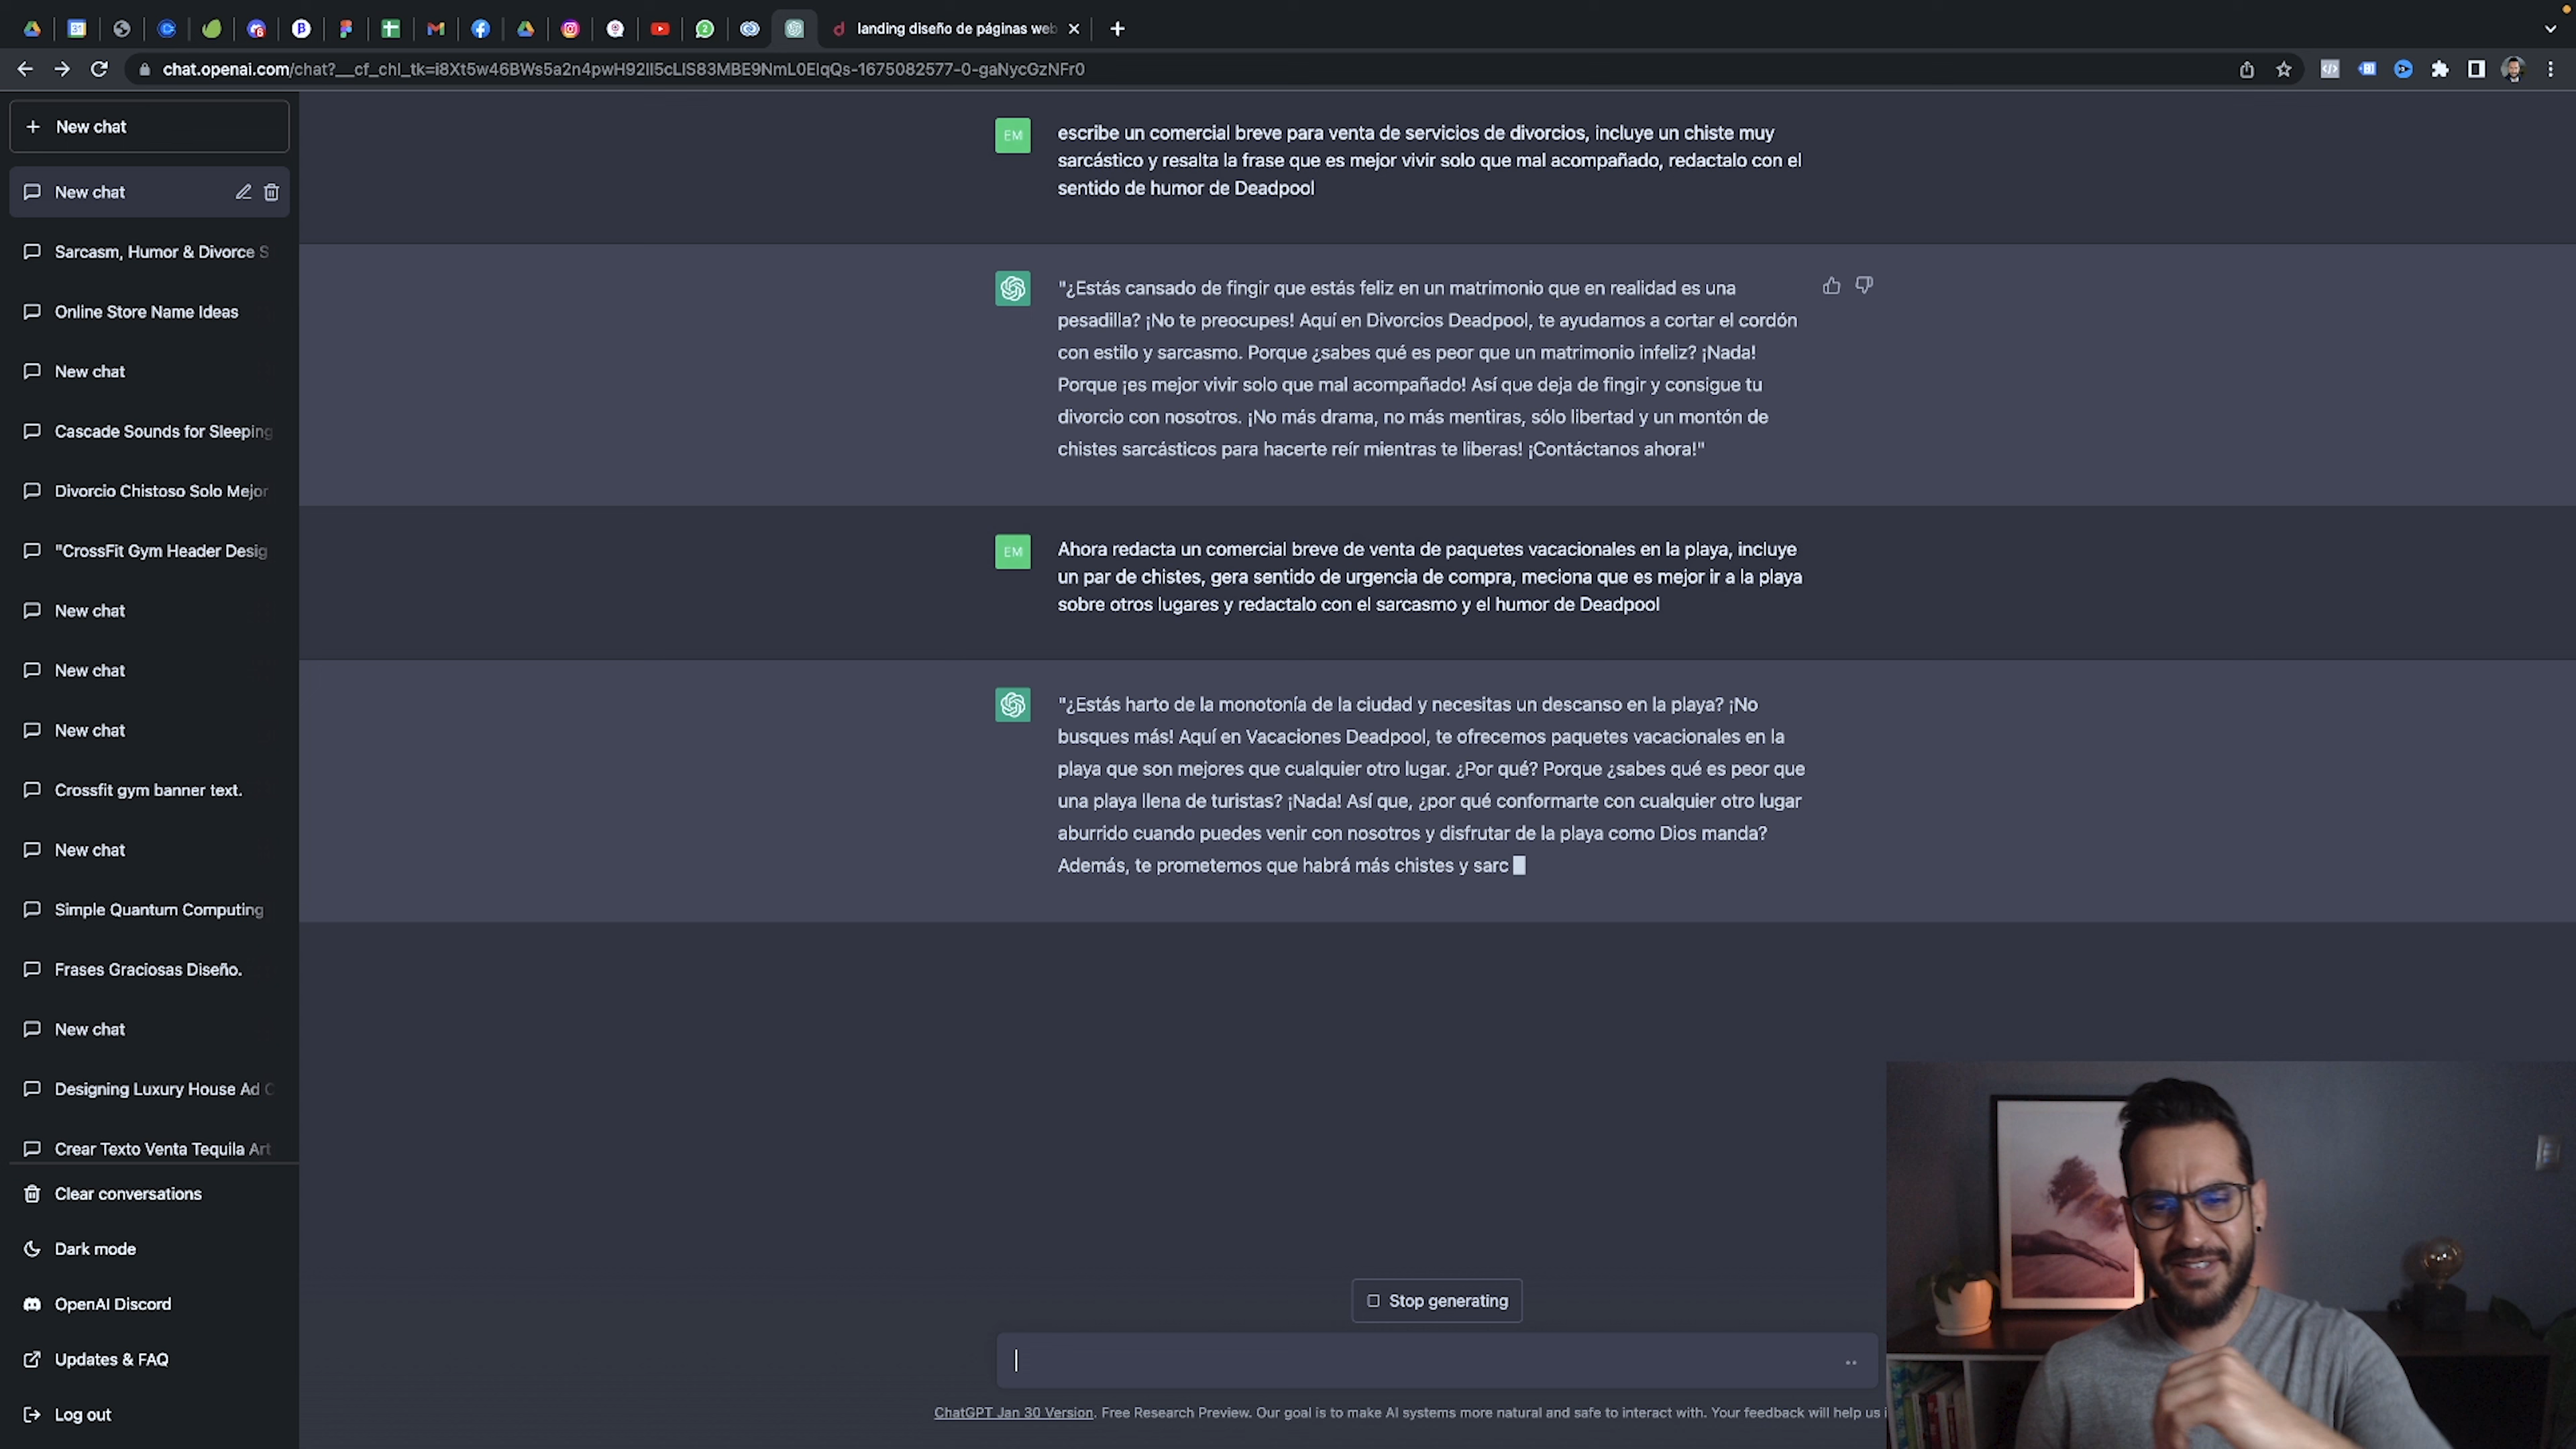 landing diseño de páginas web
chat.openai.com/chat?__cf_chl_tk=i8Xt5w46BWs5a2n4pwH92Il5cLlS83MBE9NmL0ElqQs-1675082577-0-gaNycGzNFr0
New chat
New chat
Sarcasm, Humor & Divorce S
Online Store Name Ideas
New chat
Cascade Sounds for Sleeping
Divorcio Chistoso Solo Mejor
"CrossFit Gym Header Desig
New chat
New chat
New chat
Crossfit gym banner text.
New chat
Simple Quantum Computing
Frases Graciosas Diseño.
New chat
Designing Luxury House Ad C
Crear Texto Venta Tequila Art
Clear conversations
Dark mode
OpenAI Discord
Updates & FAQ
Log out
EM
escribe un comercial breve para venta de servicios de divorcios, incluye un chiste muy
sarcástico y resalta la frase que es mejor vivir solo que mal acompañado, redactalo con el
sentido de humor de Deadpool
"¿Estás cansado de fingir que estás feliz en un matrimonio que en realidad es una
pesadilla? ¡No te preocupes! Aquí en Divorcios Deadpool, te ayudamos a cortar el cordón
con estilo y sarcasmo. Porque ¿sabes qué es peor que un matrimonio infeliz? ¡Nada!
Porque ¡es mejor vivir solo que mal acompañado! Así que deja de fingir y consigue tu
divorcio con nosotros. ¡No más drama, no más mentiras, sólo libertad y un montón de
chistes sarcásticos para hacerte reír mientras te liberas! ¡Contáctanos ahora!"
EM
Ahora redacta un comercial breve de venta de paquetes vacacionales en la playa, incluye
un par de chistes, gera sentido de urgencia de compra, meciona que es mejor ir a la playa
sobre otros lugares y redactalo con el sarcasmo y el humor de Deadpool
"¿Estás harto de la monotonía de la ciudad y necesitas un descanso en la playa? ¡No
busques más! Aquí en Vacaciones Deadpool, te ofrecemos paquetes vacacionales en la
playa que son mejores que cualquier otro lugar. ¿Por qué? Porque ¿sabes qué es peor que
una playa llena de turistas? ¡Nada! Así que, ¿por qué conformarte con cualquier otro lugar
aburrido cuando puedes venir con nosotros y disfrutar de la playa como Dios manda?
Además, te prometemos que habrá más chistes y sarc
Stop generating
ChatGPT Jan 30 Version. Free Research Preview. Our goal is to make AI systems more natural and safe to interact with. Your feedback will help us i